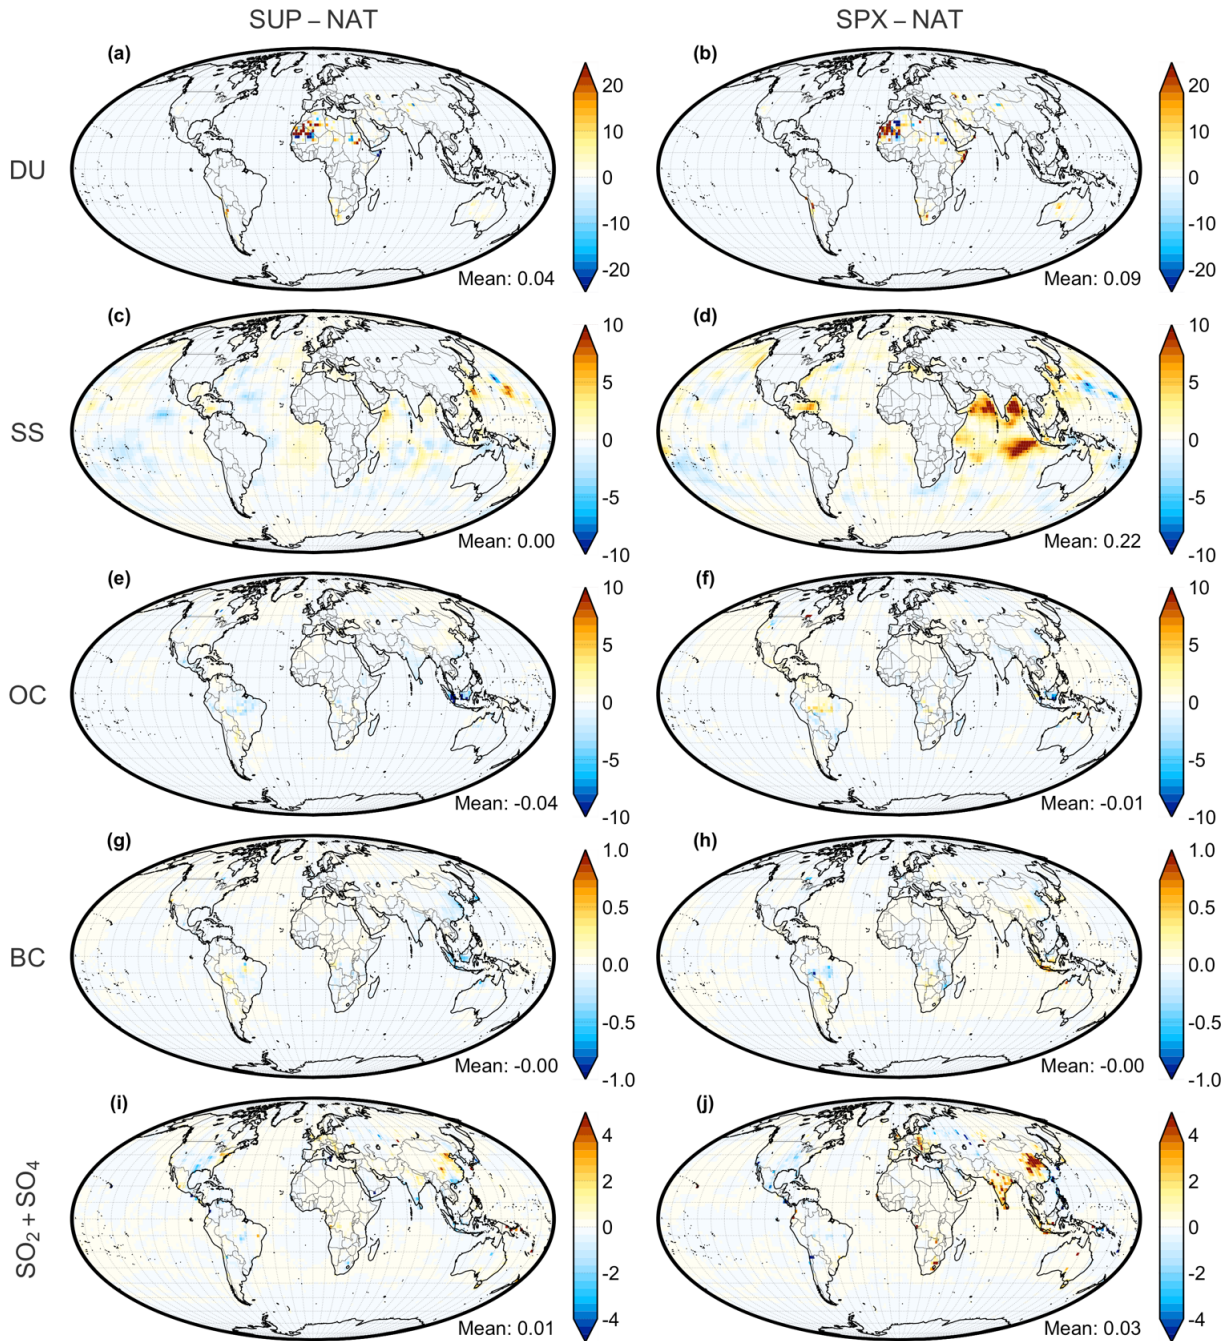 SUP – NAT
SPX – NAT
(a)
(b)
DU
20
10
0
-10
-20
Mean: 0.04
20
10
0
-10
-20
Mean: 0.09
(c)
(d)
SS
10
5
0
-5
-10
Mean: 0.00
10
5
0
-5
-10
Mean: 0.22
(e)
(f)
OC
10
5
0
-5
-10
Mean: -0.04
10
5
0
-5
-10
Mean: -0.01
(g)
(h)
BC
1.0
0.5
0.0
-0.5
-1.0
Mean: -0.00
1.0
0.5
0.0
-0.5
-1.0
Mean: -0.00
(i)
(j)
SO₂ + SO₄
4
2
0
-2
-4
Mean: 0.01
4
2
0
-2
-4
Mean: 0.03